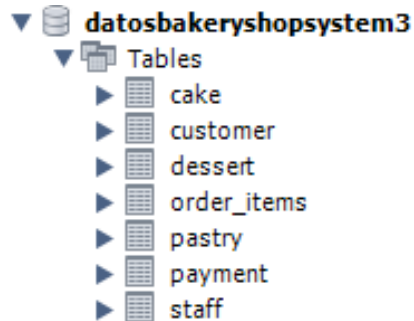 datosbakeryshopsystem3
Tables
cake
customer
dessert
order_items
pastry
payment
staff